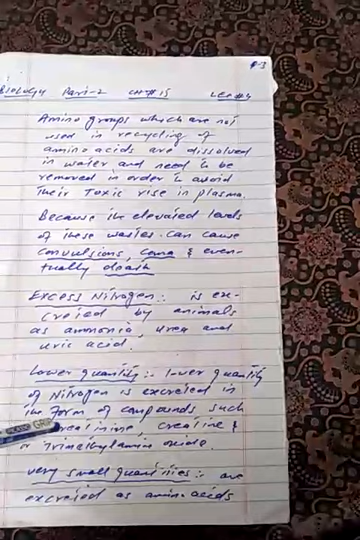 P-3
Biology Part-2 CH#15 Lec#4
Amino groups which are not
used in recycling of
amino acids are dissolved
in water and need to be
removed in order to avoid
their toxic rise in plasma.
Because the elevated levels
of these wastes can cause
convulsions, coma & even-
tually death
Excess Nitrogen:- is ex-
creted by animals
as ammonia, urea and
uric acid.
Lower quantity:- lower quantity
of Nitrogen is excreted in
the form of compounds, such
creatine &
or Trimethylamin oxide.
very small quantities:- are
excreted as amino acids
GRIP